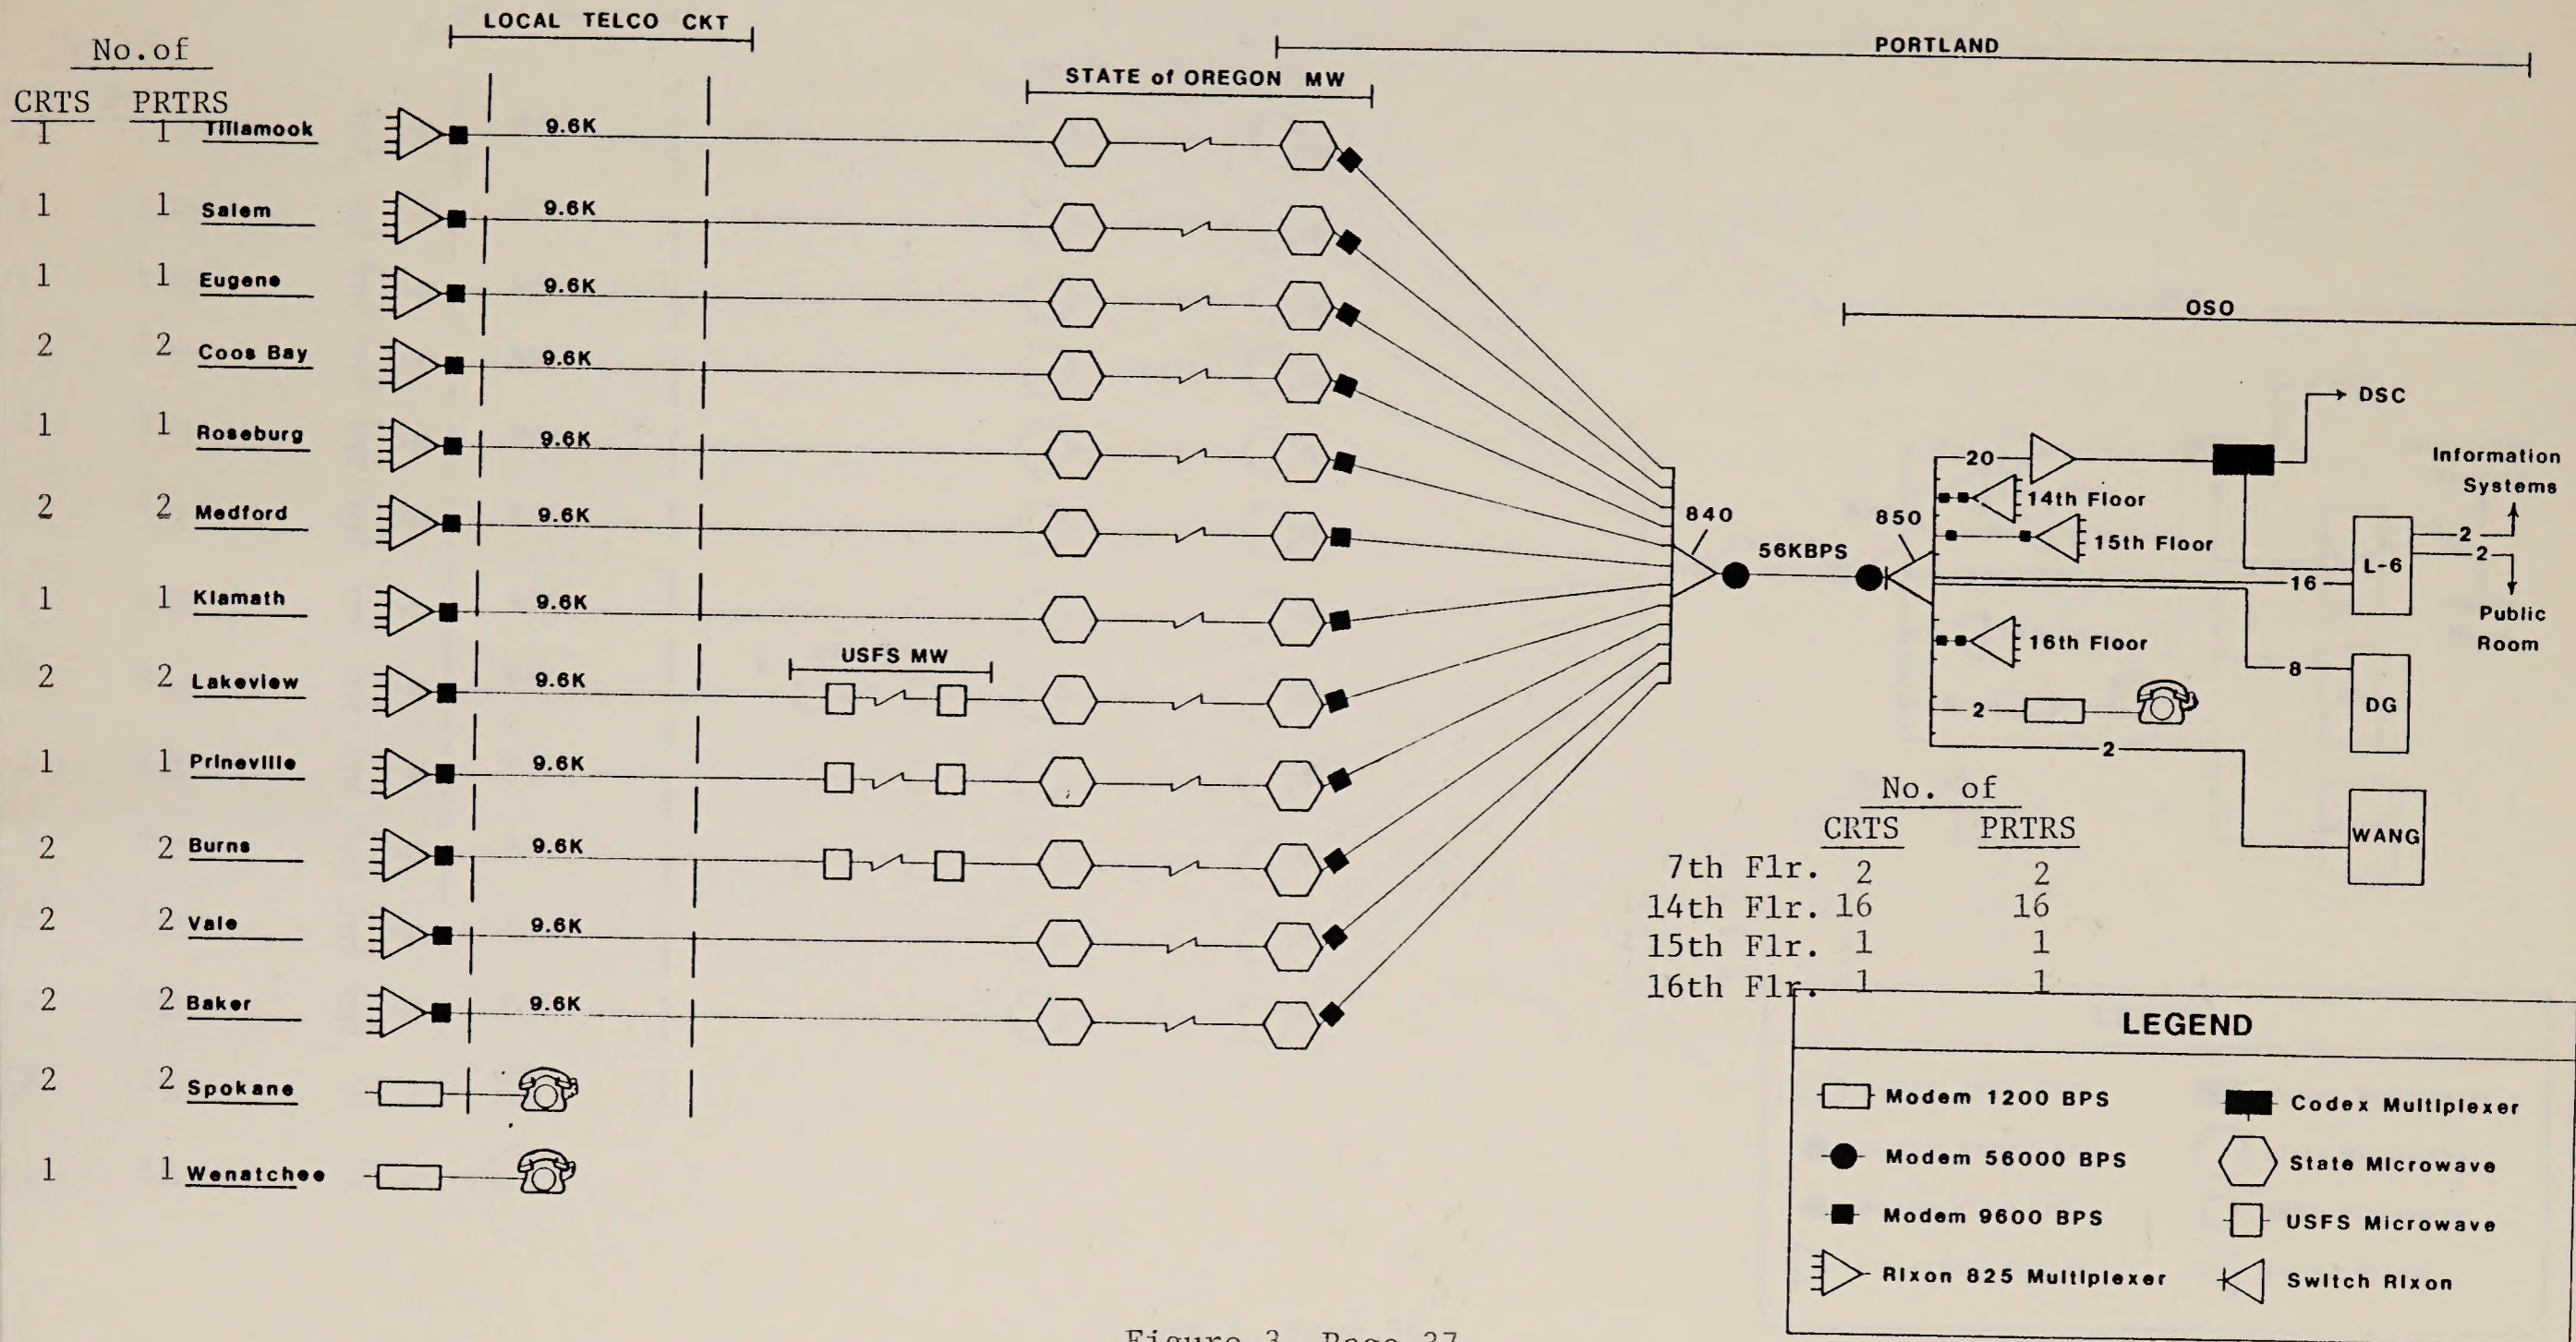 LOCAL TELCO CKT
PORTLAND
No.of
STATE of OREGON MW
CRTS PRTRS
1 1 Tillamook 9.6K
1 1 Salem 9.6K
1 1 Eugene 9.6K
OSO
2 2 Coos Bay 9.6K
DSC
1 1 Roseburg 9.6K
20
Information
Systems
14th Floor
2 2 Medford 9.6K
840
850
56KBPS
15th Floor
L-6
2
2
16
1 1 Klamath 9.6K
Public
Room
16th Floor
USFS MW
2 2 Lakeview 9.6K
8
DG
2
2
1 1 Prineville 9.6K
WANG
2 2 Burns 9.6K
No. of
CRTS PRTRS
7th Flr. 2 2
14th Flr. 16 16
15th Flr. 1 1
16th Flr. 1 1
2 2 Vale 9.6K
2 2 Baker 9.6K
2 2 Spokane
1 1 Wenatchee
LEGEND
Modem 1200 BPS
Codex Multiplexer
Modem 56000 BPS
State Microwave
Modem 9600 BPS
USFS Microwave
Rixon 825 Multiplexer
Switch Rixon
Figure 3 Page 37